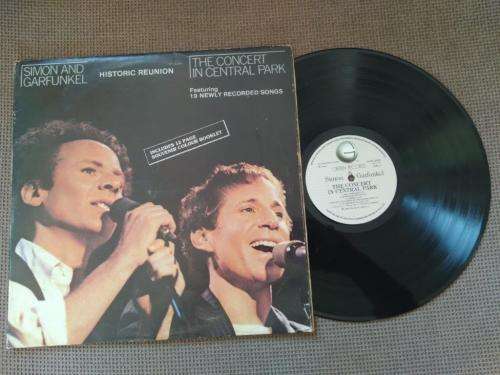 SIMON AND
GARFUNKEL
HISTORIC REUNION
THE CONCERT
IN CENTRAL PARK
Featuring
19 NEWLY RECORDED SONGS
INCLUDES 12 PAGE
SOUVENIR COLOUR BOOKLET
Simon Garfunkel
THE CONCERT
IN CENTRAL PARK